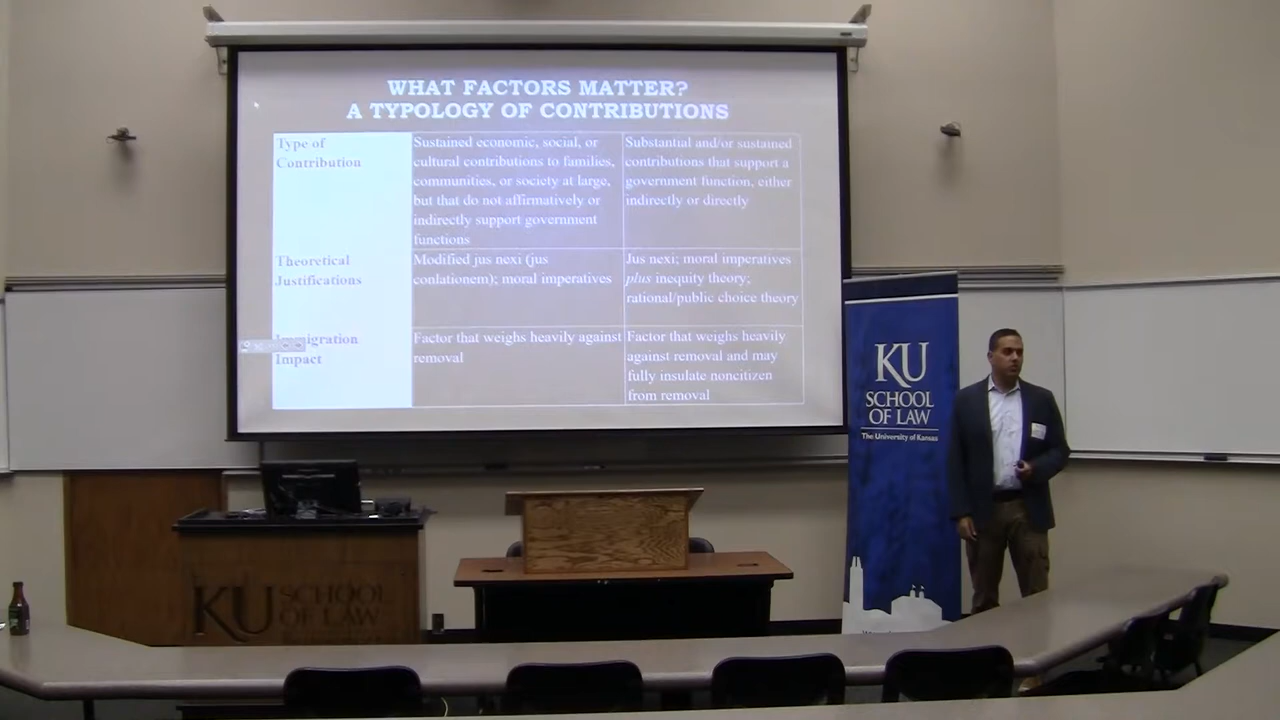 WHAT FACTORS MATTER?
A TYPOLOGY OF CONTRIBUTIONS
Type of
Contribution
Sustained economic, social, or
cultural contributions to families,
communities, or society at large,
but that do not affirmatively or
indirectly support government
functions
Substantial and/or sustained
contributions that support a
government function, either
indirectly or directly
Theoretical
Justifications
Modified jus nexi (jus
conlationem); moral imperatives
Jus nexi; moral imperatives
plus inequity theory;
rational/public choice theory
Immigration
Impact
Factor that weighs heavily against
removal
Factor that weighs heavily
against removal and may
fully insulate noncitizen
from removal
KU
SCHOOL
OF LAW
The University of Kansas
KU SCHOOL
OF LAW